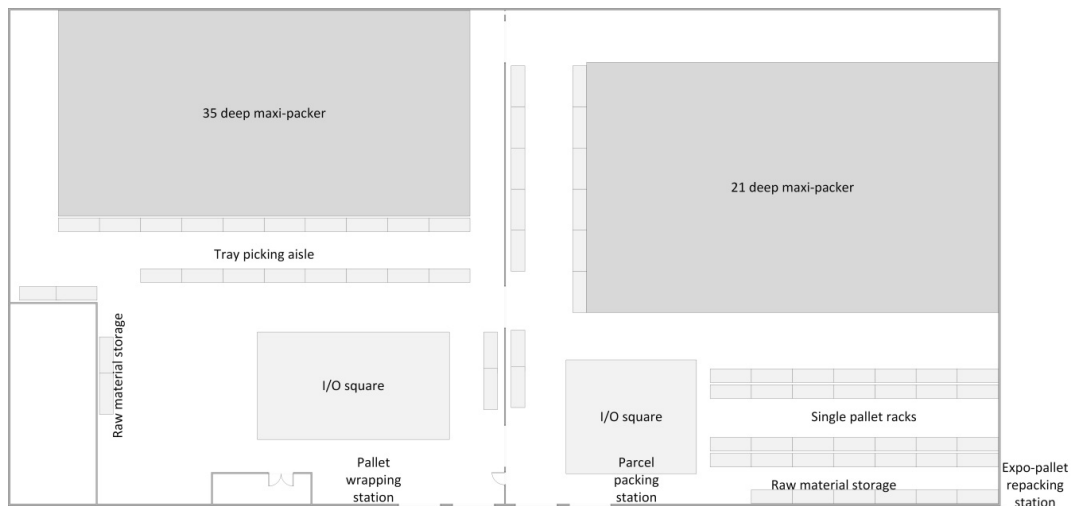 35 deep maxi-packer
21 deep maxi-packer
Tray picking aisle
Raw material storage
I/O square
I/O square
Single pallet racks
Pallet
wrapping
station
Parcel
packing
station
Raw material storage
Expo-pallet
repacking
station